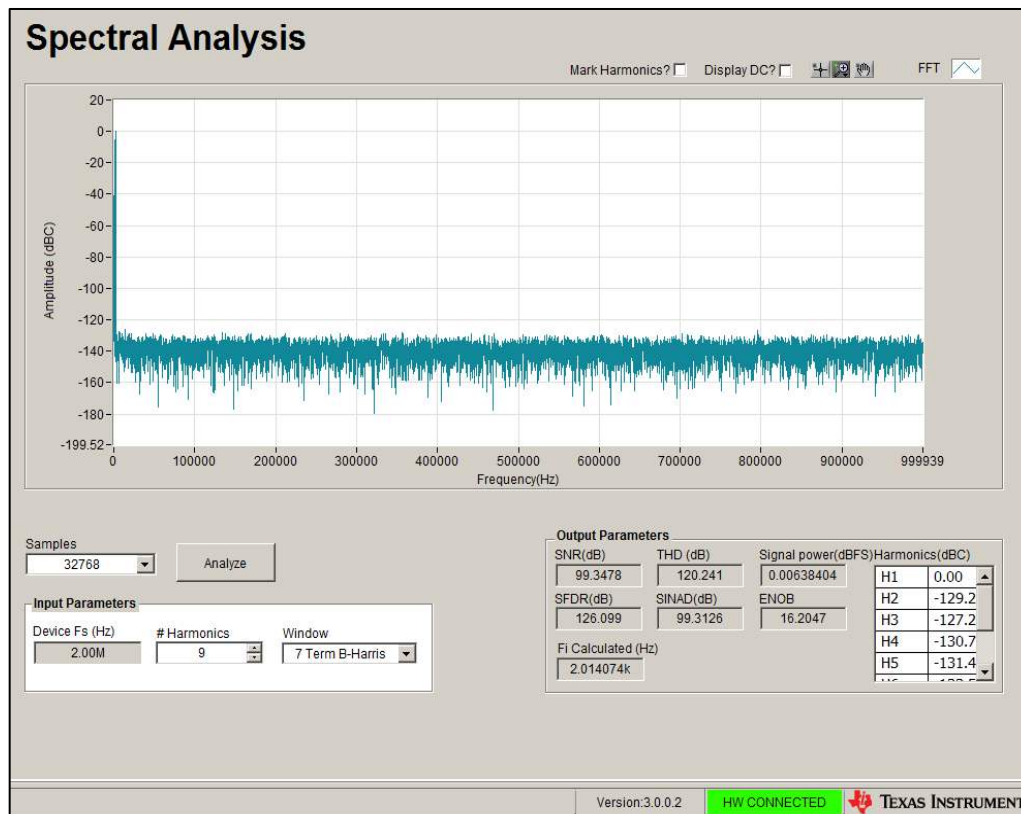 Spectral Analysis
Mark Harmonics? Display DC? FFT
20
0
-20
-40
-60
-80
-100
-120
-140
-160
-180
-199.52
Amplitude (dBC)
0 100000 200000 300000 400000 500000 600000 700000 800000 900000 999939
Frequency(Hz)
Samples
32768
Analyze
Input Parameters
Device Fs (Hz) # Harmonics Window
2.00M 9 7 Term B-Harris
Output Parameters
SNR(dB) THD (dB) Signal power(dBFS) Harmonics(dBC)
99.3478 120.241 0.00638404
SFDR(dB) SINAD(dB) ENOB
126.099 99.3126 16.2047
Fi Calculated (Hz)
2.014074k
H1 0.00
H2 -129.2
H3 -127.2
H4 -130.7
H5 -131.4
Version:3.0.0.2 HW CONNECTED TEXAS INSTRUMENT